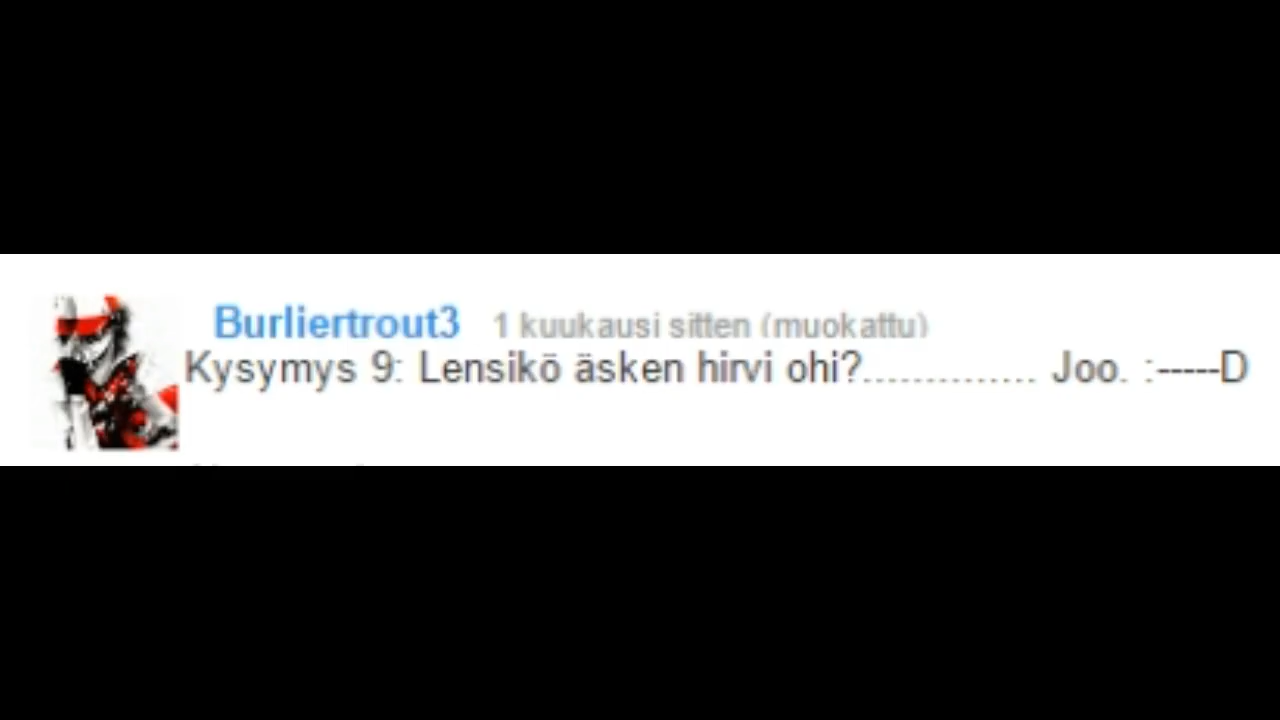 Burliertrout3 1 kuukausi sitten (muokattu)
Kysymys 9: Lensikö äsken hirvi ohi?.............. Joo. :-----D